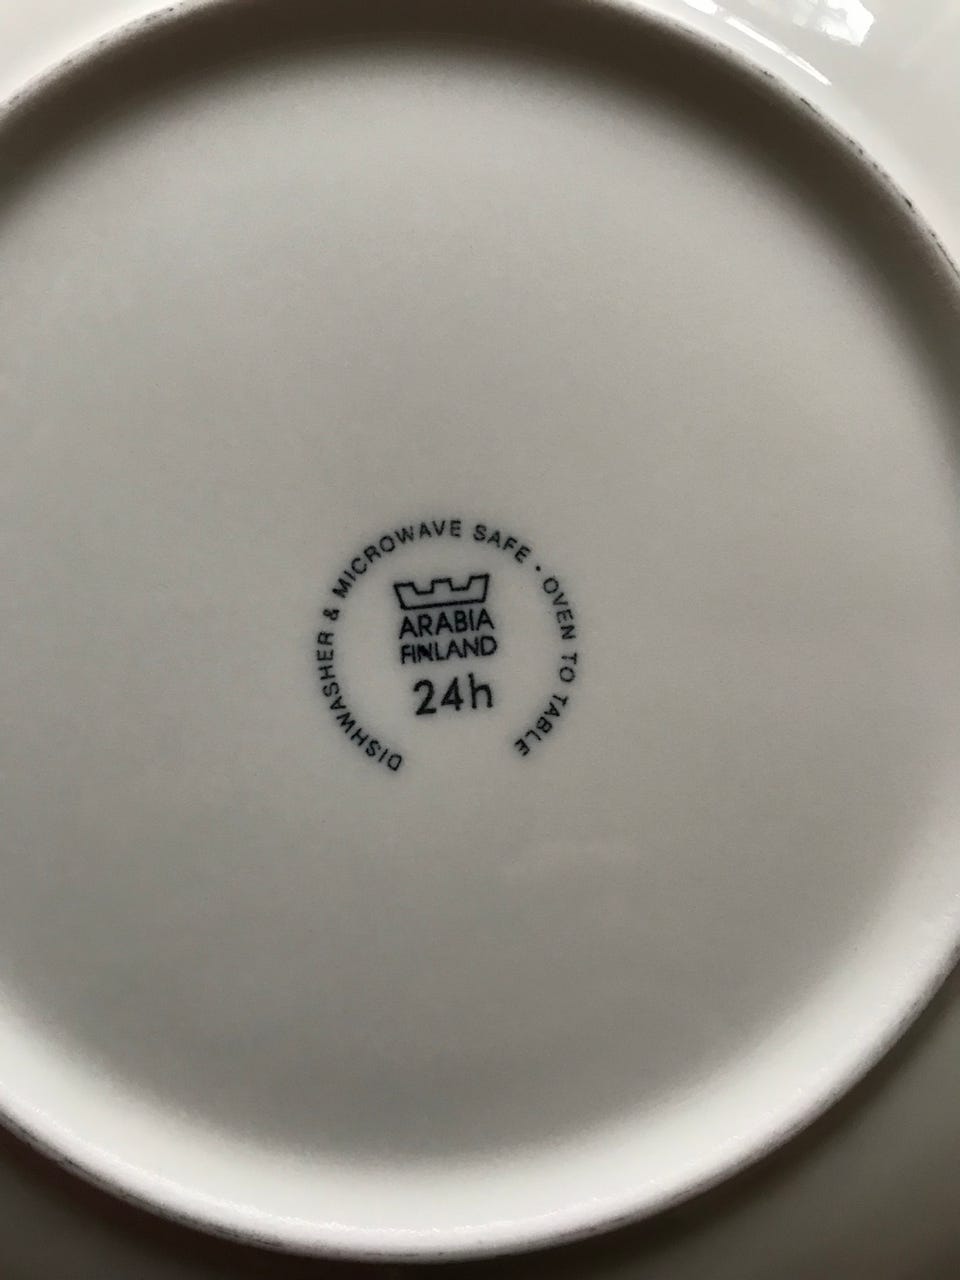 DISHWASHER & MICROWAVE SAFE • OVEN TO TABLE
ARABIA
FINLAND
24h